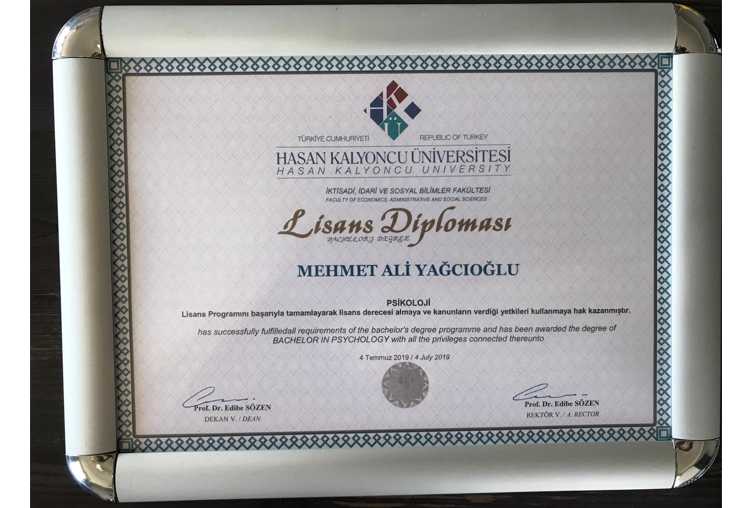 TÜRKİYE CUMHURİYETİ REPUBLIC OF TURKEY
HASAN KALYONCU ÜNİVERSİTESİ
HASAN KALYONCU UNIVERSITY
İKTİSADİ, İDARİ VE SOSYAL BİLİMLER FAKÜLTESİ
FACULTY OF ECONOMICS, ADMINISTRATIVE AND SOCIAL SCIENCES
Lisans Diploması
BACHELOR'S DEGREE
MEHMET ALİ YAĞCIOĞLU
PSİKOLOJİ
Lisans Programını başarıyla tamamlayarak lisans derecesi almaya ve kanunların verdiği yetkileri kullanmaya hak kazanmıştır.
has successfully fulfilledall requirements of the bachelor's degree programme and has been awarded the degree of
BACHELOR IN PSYCHOLOGY with all the privileges connected thereunto
4 Temmuz 2019 / 4 July 2019
Prof. Dr. Edibe SÖZEN
DEKAN V. / DEAN
Prof. Dr. Edibe SÖZEN
REKTÖR V. / A. RECTOR